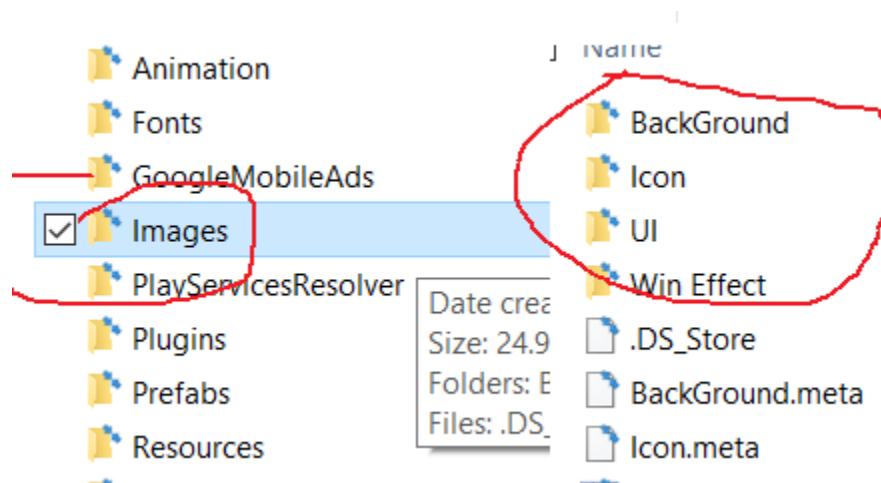 Animation
Fonts
GoogleMobileAds
Images
PlayServicesResolver
Plugins
Prefabs
Resources
Date crea
Size: 24.9
Folders: B
Files: .DS_
Name
BackGround
Icon
UI
Win Effect
.DS_Store
BackGround.meta
Icon.meta